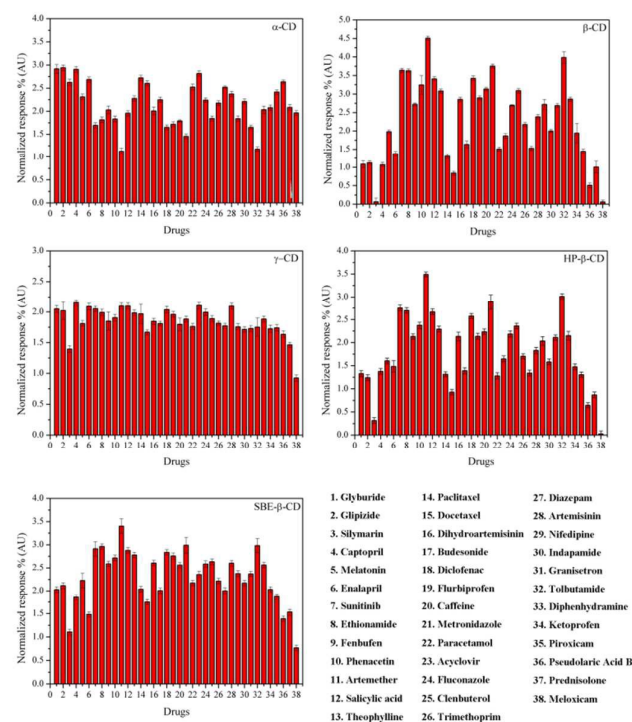 α-CD
Normalized response % (AU)
4.0
3.5
3.0
2.5
2.0
1.5
1.0
0.5
0.0
0 2 4 6 8 10 12 14 16 18 20 22 24 26 28 30 32 34 36 38
Drugs
β-CD
Normalized response % (AU)
5.0
4.5
4.0
3.5
3.0
2.5
2.0
1.5
1.0
0.5
0.0
0 2 4 6 8 10 12 14 16 18 20 22 24 26 28 30 32 34 36 38
Drugs
γ-CD
Normalized response % (AU)
3.0
2.5
2.0
1.5
1.0
0.5
0.0
0 2 4 6 8 10 12 14 16 18 20 22 24 26 28 30 32 34 36 38
Drugs
HP-β-CD
Normalized response % (AU)
4.0
3.5
3.0
2.5
2.0
1.5
1.0
0.5
0.0
0 2 4 6 8 10 12 14 16 18 20 22 24 26 28 30 32 34 36 38
Drugs
SBE-β-CD
Normalized response % (AU)
4.0
3.5
3.0
2.5
2.0
1.5
1.0
0.5
0.0
0 2 4 6 8 10 12 14 16 18 20 22 24 26 28 30 32 34 36 38
Drugs
1. Glyburide
2. Glipizide
3. Silymarin
4. Captopril
5. Melatonin
6. Enalapril
7. Sunitinib
8. Ethionamide
9. Fenbufen
10. Phenacetin
11. Artemether
12. Salicylic acid
13. Theophylline
14. Paclitaxel
15. Docetaxel
16. Dihydroartemisinin
17. Budesonide
18. Diclofenac
19. Flurbiprofen
20. Caffeine
21. Metronidazole
22. Paracetamol
23. Acyclovir
24. Fluconazole
25. Clenbuterol
26. Trimethoprim
27. Diazepam
28. Artemisinin
29. Nifedipine
30. Indapamide
31. Granisetron
32. Tolbutamide
33. Diphenhydramine
34. Ketoprofen
35. Piroxicam
36. Pseudolaric Acid B
37. Prednisolone
38. Meloxicam